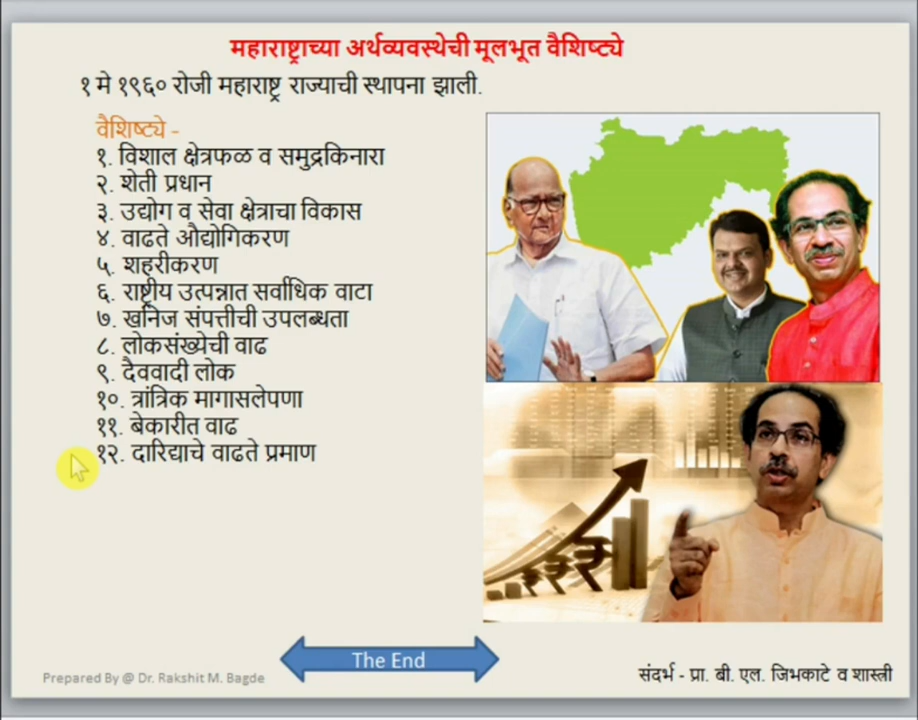 महाराष्ट्राच्या अर्थव्यवस्थेची मूलभूत वैशिष्ट्ये
१ मे १९६० रोजी महाराष्ट्र राज्याची स्थापना झाली.
वैशिष्ट्ये -
१. विशाल क्षेत्रफळ व समुद्रकिनारा
२. शेती प्रधान
३. उद्योग व सेवा क्षेत्राचा विकास
४. वाढते औद्योगिकरण
५. शहरीकरण
६. राष्ट्रीय उत्पन्नात सर्वाधिक वाटा
७. खनिज संपत्तीची उपलब्धता
८. लोकसंख्येची वाढ
९. दैववादी लोक
१०. त्रांत्रिक मागासलेपणा
११. बेकारीत वाढ
१२. दारिद्याचे वाढते प्रमाण
The End
Prepared By @ Dr. Rakshit M. Bagde
संदर्भ - प्रा. बी. एल. जिभकाटे व शास्त्री